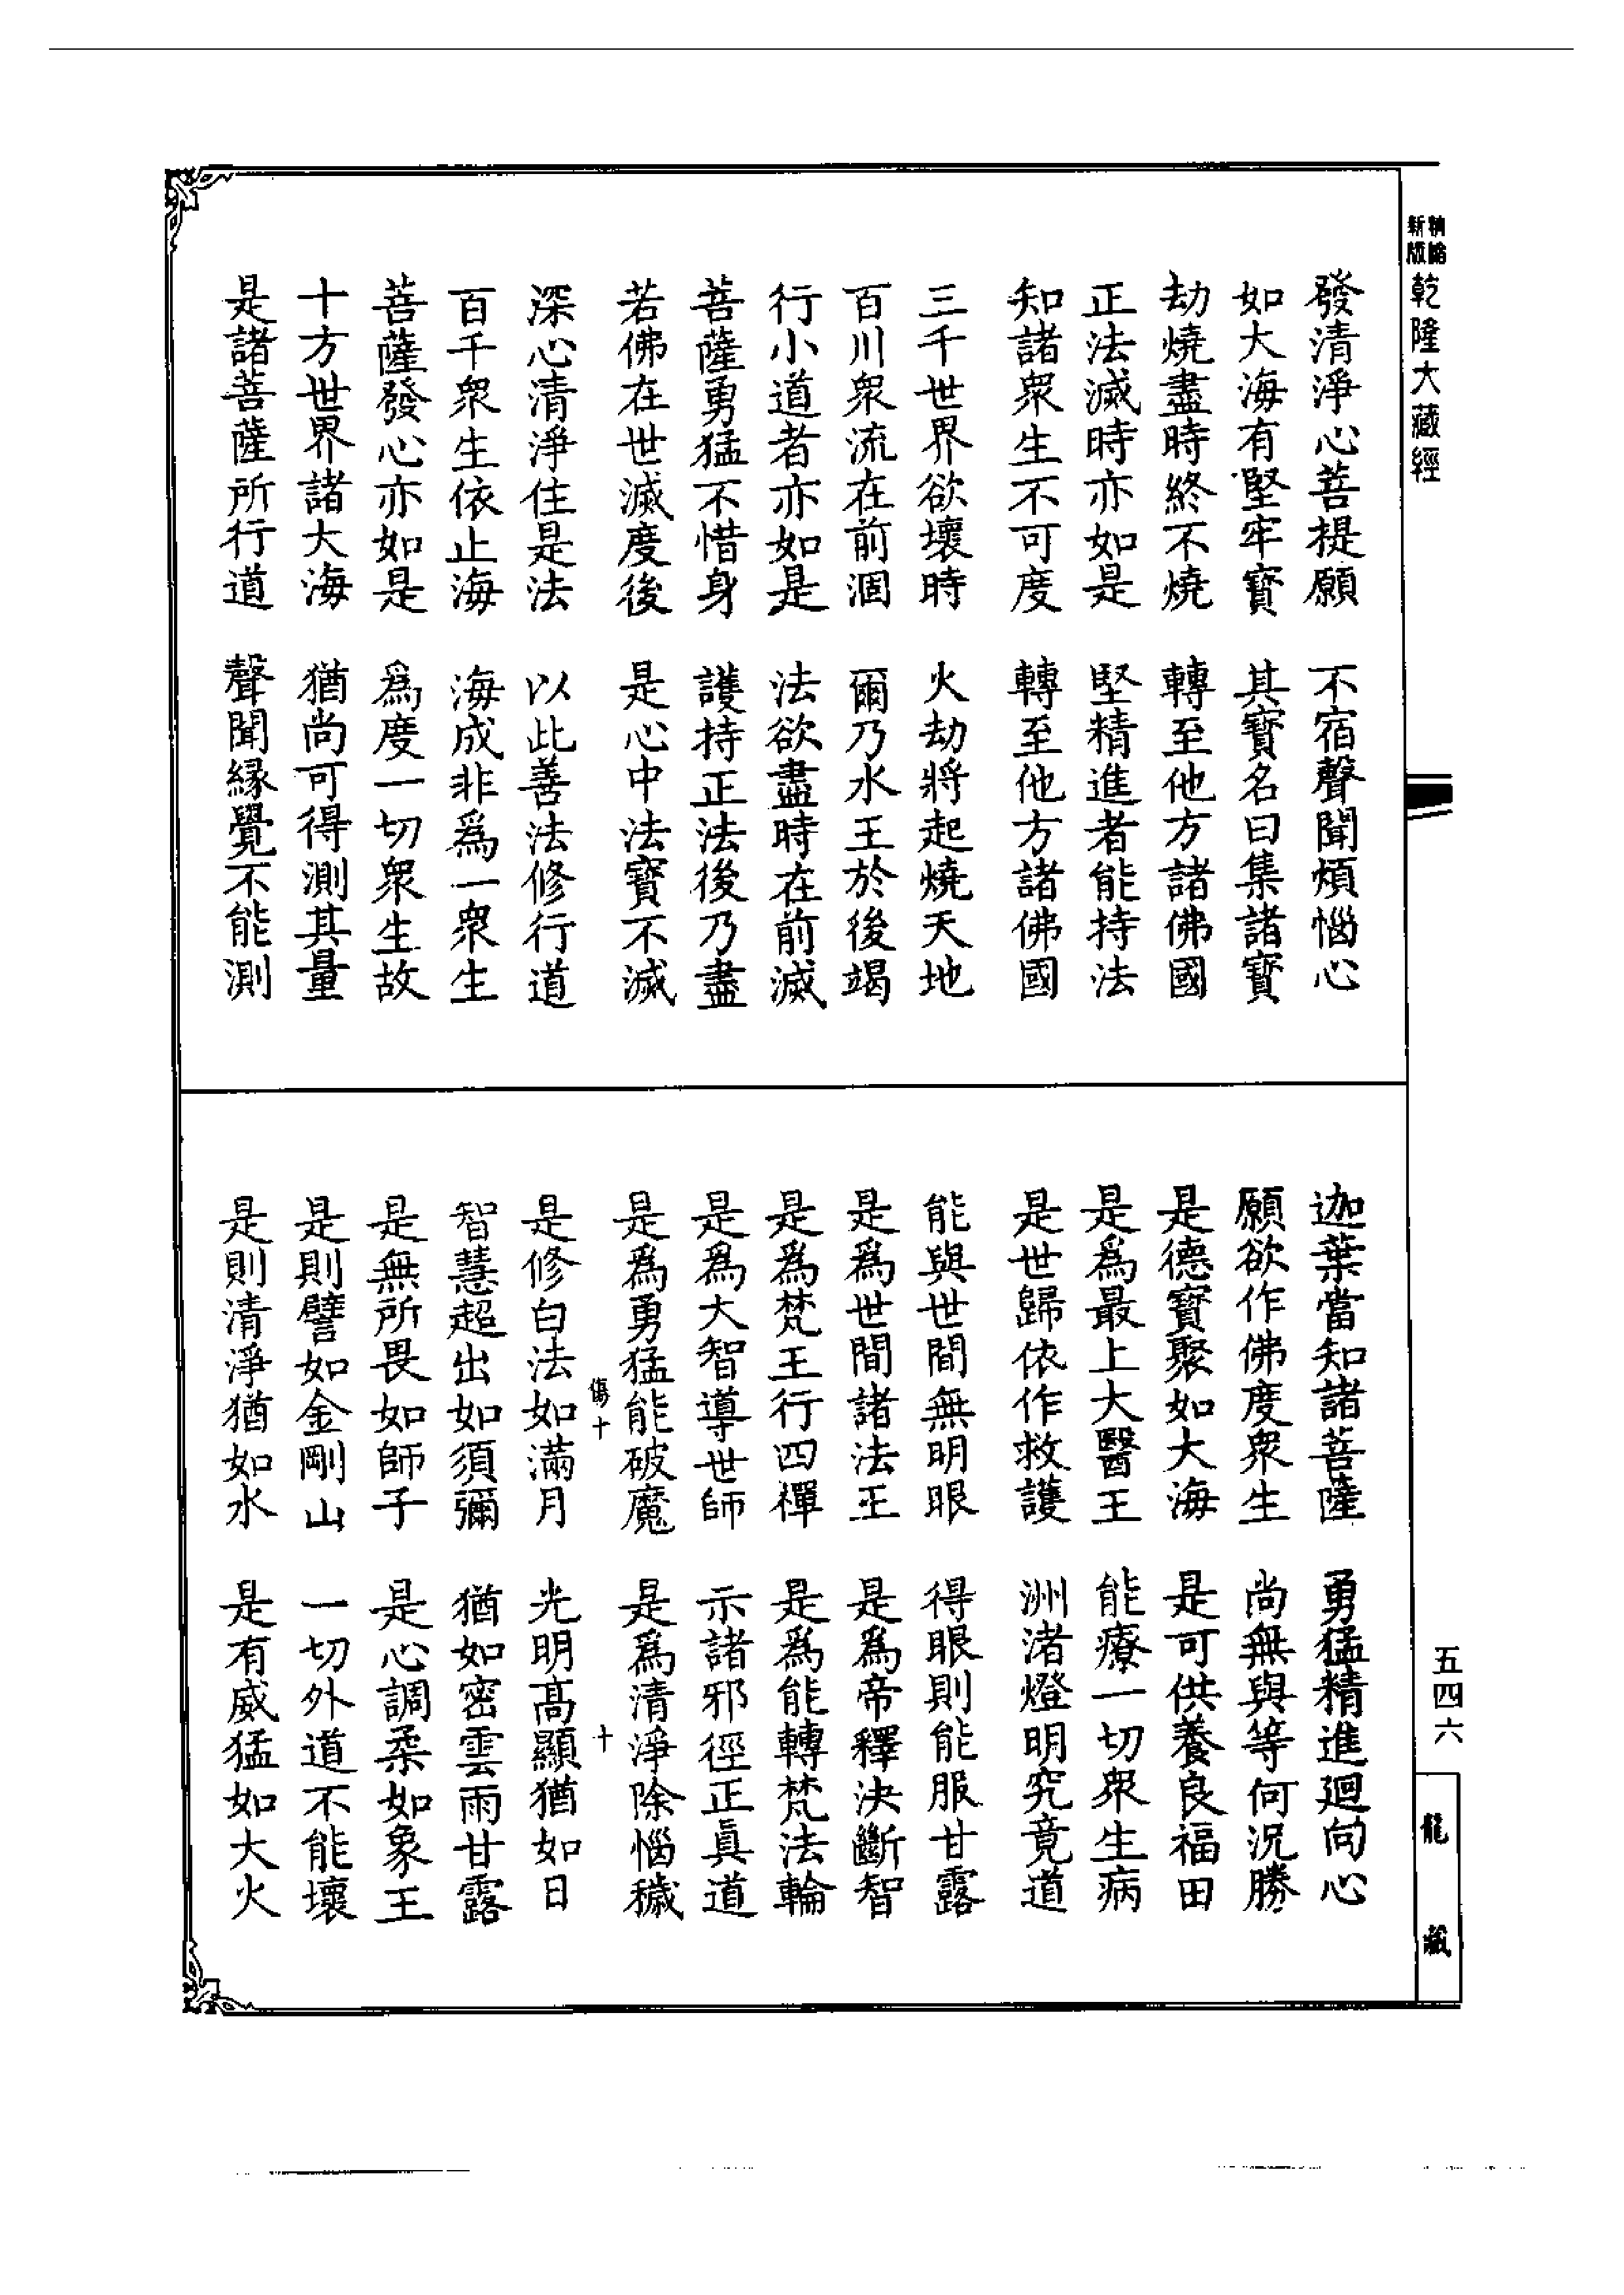 新版 精縮 乾隆大藏經
發清淨心菩提願 不宿聲聞煩惱心
如大海有堅牢寶 其寶名曰集諸寶
劫燒盡時終不燒 轉至他方諸佛國
正法滅時亦如是 堅精進者能持法
知諸衆生不可度 轉至他方諸佛國
三千世界欲壞時 火劫將起燒天地
百川衆流在前涸 爾乃水王於後竭
行小道者亦如是 法欲盡時在前滅
菩薩勇猛不惜身 護持正法後乃盡
若佛在世滅度後 是心中法寶不滅
深心清淨住是法 以此善法修行道
百千衆生依止海 海成非爲一衆生
菩薩發心亦如是 爲度一切衆生故
十方世界諸大海 猶尚可得測其量
是諸菩薩所行道 聲聞緣覺不能測
迦葉當知諸菩薩 勇猛精進迴向心
願欲作佛度衆生 尚無與等何況勝
是德寶聚如大海 是可供養良福田
是爲最上大醫王 能療一切衆生病
是世歸依作救護 洲渚燈明究竟道
能與世間無明眼 得眼則能服甘露
是爲世間諸法王 是爲帝釋決斷智
是爲梵王行四禪 是爲能轉梵法輪
是爲大智導世師 示諸邪徑正眞道
是爲勇猛能破魔 是爲清淨除惱穢
傷十 十
是修白法如滿月 光明高顯猶如日
智慧超出如須彌 猶如密雲雨甘露
是無所畏如師子 是心調柔如象王
是則譬如金剛山 一切外道不能壞
是則清淨猶如水 是有威猛如大火
五四六
龍藏